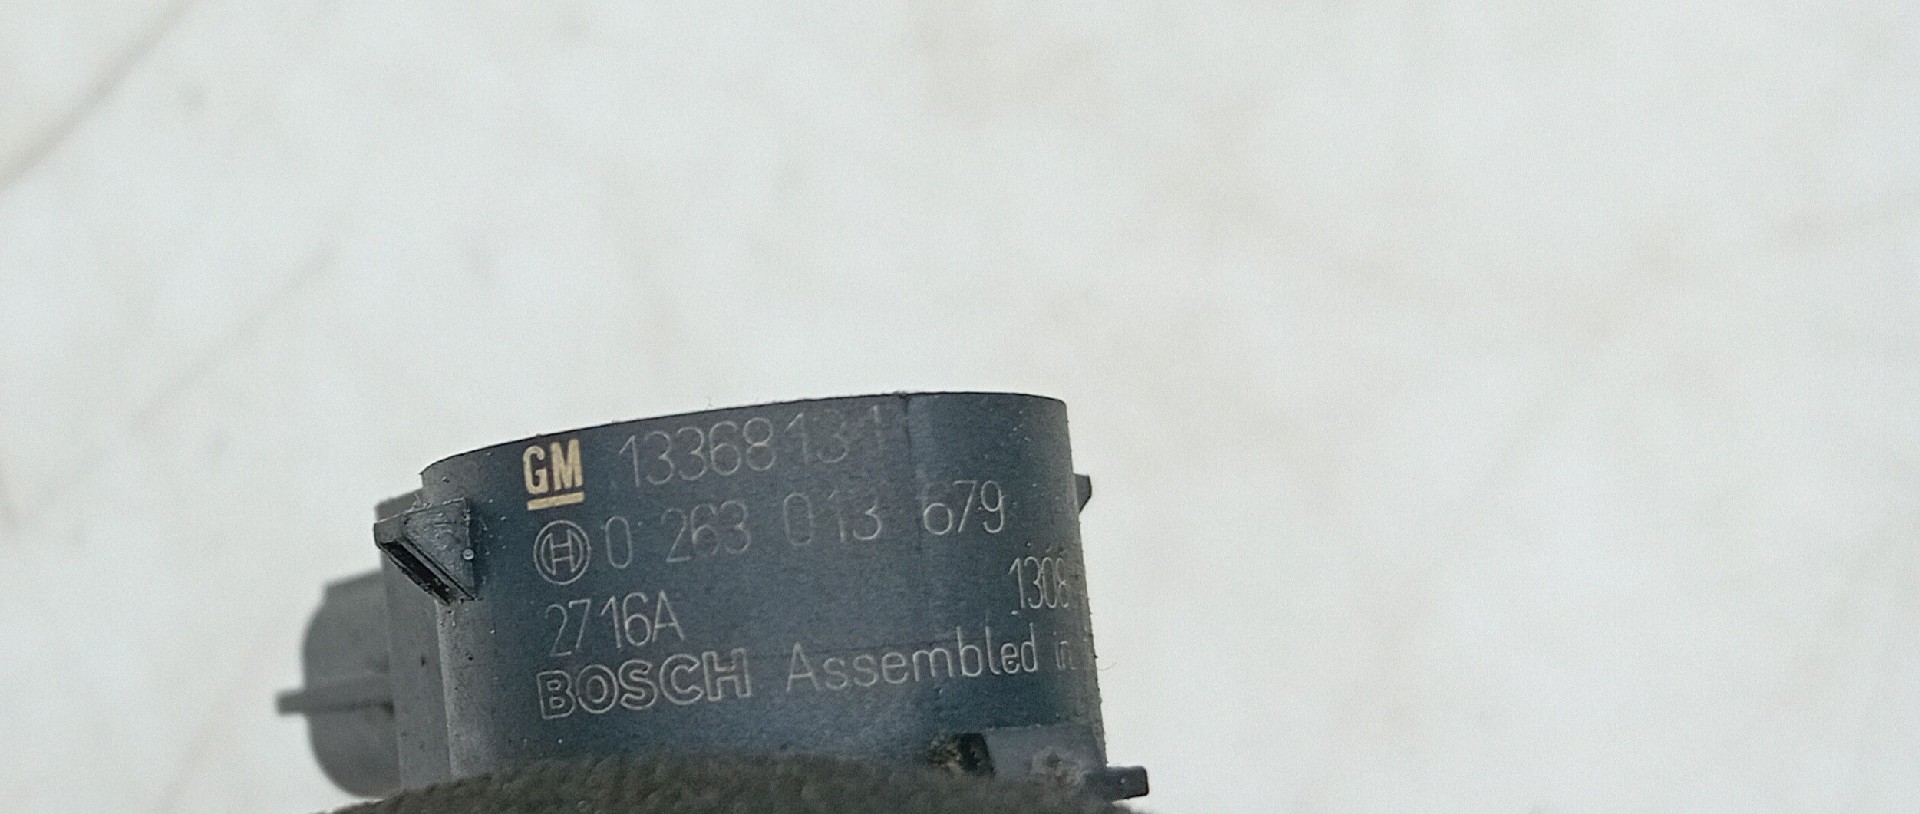 GM 13368131
H 0 263 013 679
2716A 1308
BOSCH Assembled in